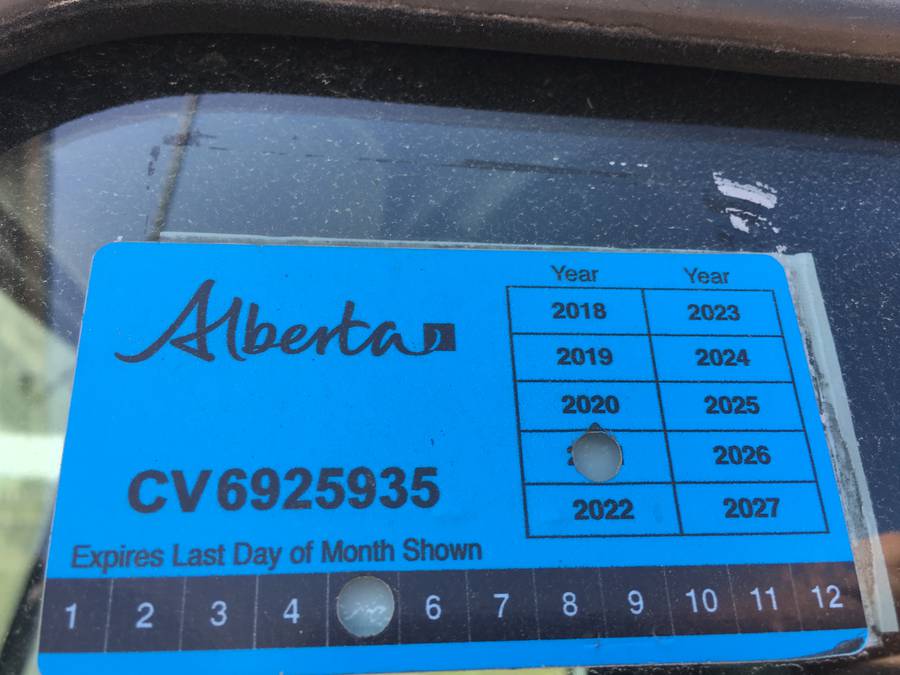 Alberta
Year Year
2018 2023
2019 2024
2020 2025
2026
2022 2027
CV6925935
Expires Last Day of Month Shown
1 2 3 4 6 7 8 9 10 11 12